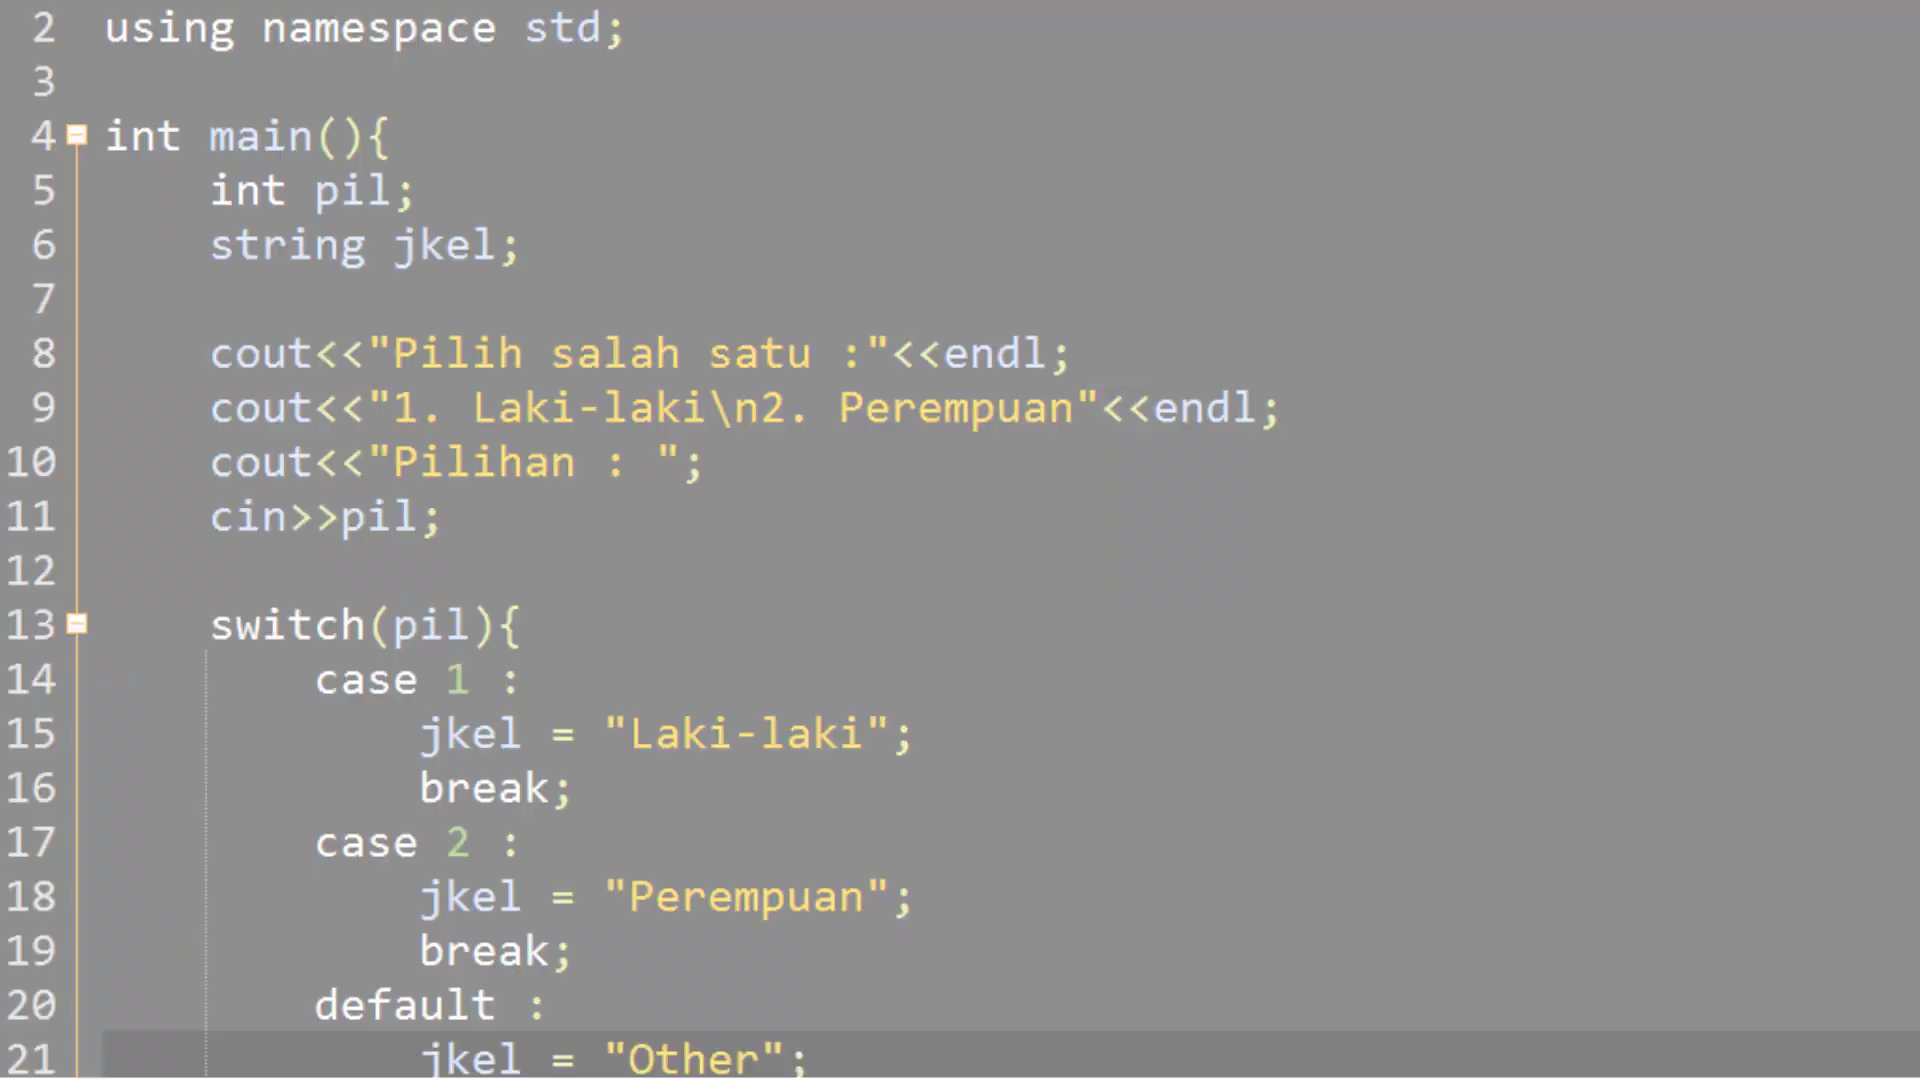 2 using namespace std;
3
4 int main(){
5 int pil;
6 string jkel;
7
8 cout<<"Pilih salah satu :"<<endl;
9 cout<<"1. Laki-laki\n2. Perempuan"<<endl;
10 cout<<"Pilihan : ";
11 cin>>pil;
12
13 switch(pil){
14 case 1 :
15 jkel = "Laki-laki";
16 break;
17 case 2 :
18 jkel = "Perempuan";
19 break;
20 default :
21 jkel = "Other";